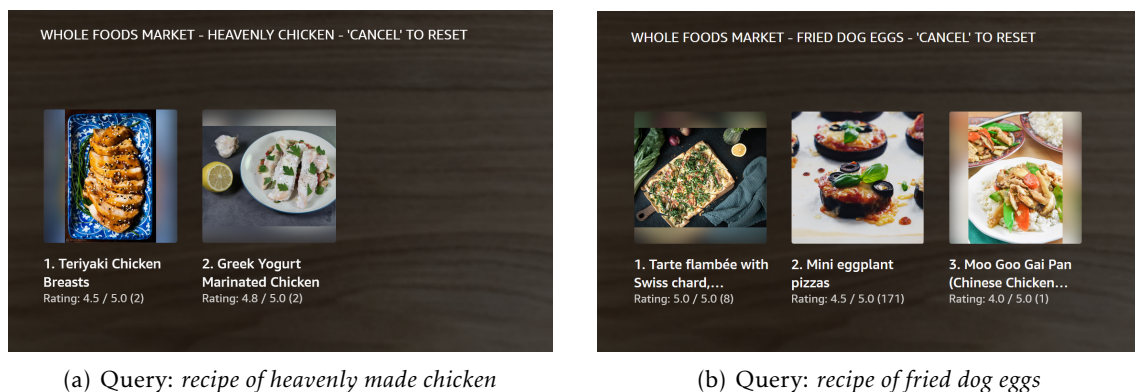 WHOLE FOODS MARKET - HEAVENLY CHICKEN - 'CANCEL' TO RESET
1. Teriyaki Chicken
Breasts
Rating: 4.5 / 5.0 (2)
2. Greek Yogurt
Marinated Chicken
Rating: 4.8 / 5.0 (2)
(a) Query: recipe of heavenly made chicken
WHOLE FOODS MARKET - FRIED DOG EGGS - 'CANCEL' TO RESET
1. Tarte flambée with
Swiss chard,...
Rating: 5.0 / 5.0 (8)
2. Mini eggplant
pizzas
Rating: 4.5 / 5.0 (171)
3. Moo Goo Gai Pan
(Chinese Chicken...
Rating: 4.0 / 5.0 (1)
(b) Query: recipe of fried dog eggs